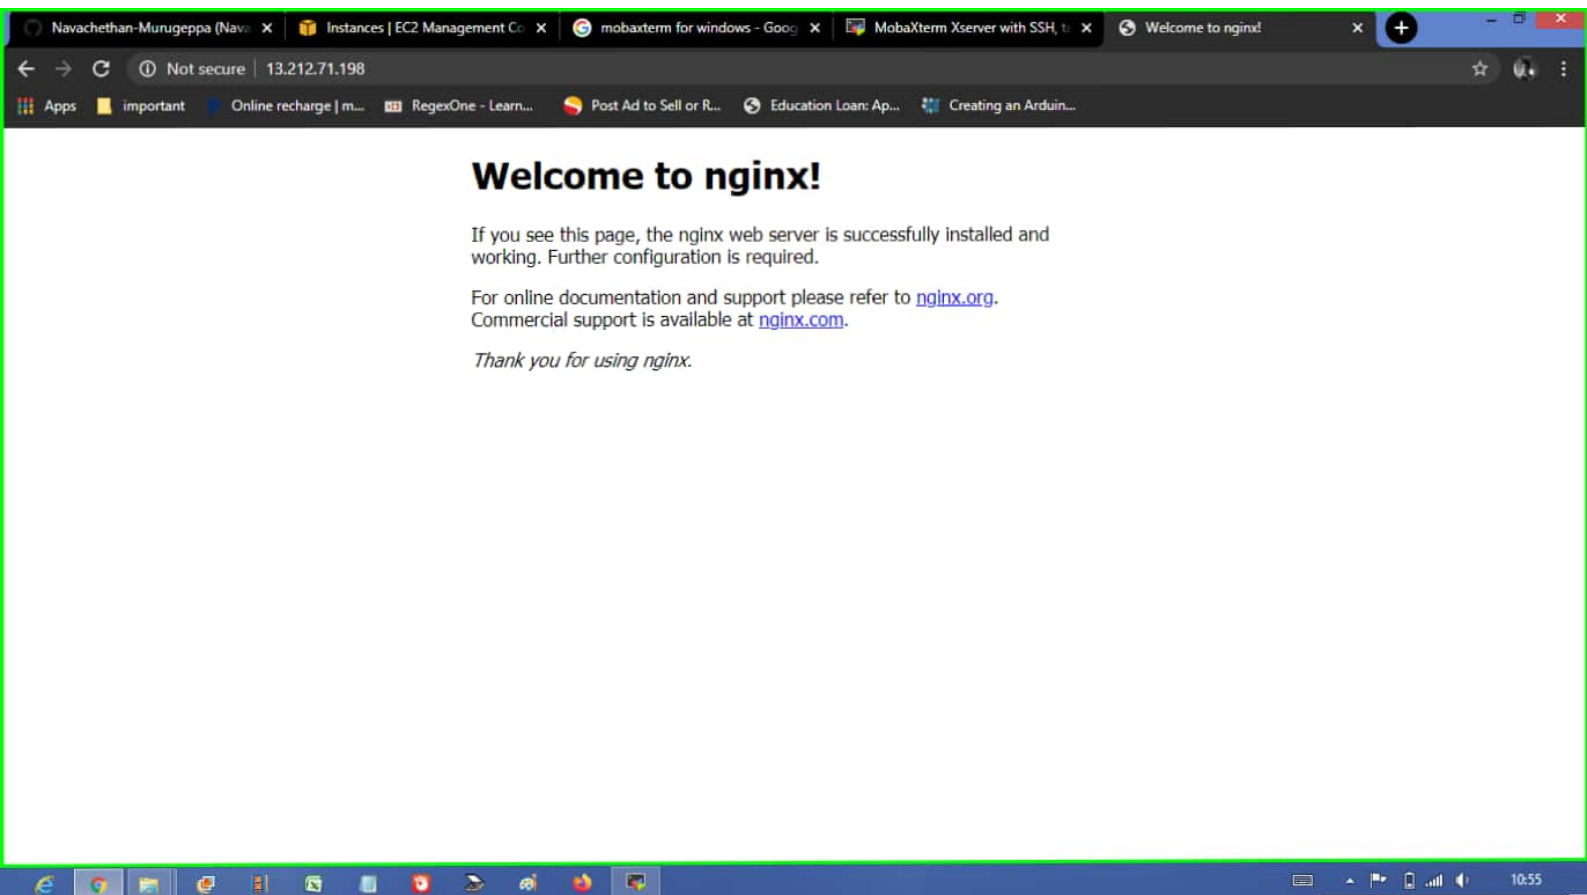 Navachethan-Murugeppa (Nava
Instances | EC2 Management Co
mobaxterm for windows - Goog
MobaXterm Xserver with SSH, t
Welcome to nginx!
Not secure | 13.212.71.198
Apps
important
Online recharge | m...
RegexOne - Learn...
Post Ad to Sell or R...
Education Loan: Ap...
Creating an Arduin...
Welcome to nginx!
If you see this page, the nginx web server is successfully installed and
working. Further configuration is required.
For online documentation and support please refer to nginx.org.
Commercial support is available at nginx.com.
Thank you for using nginx.
10:55